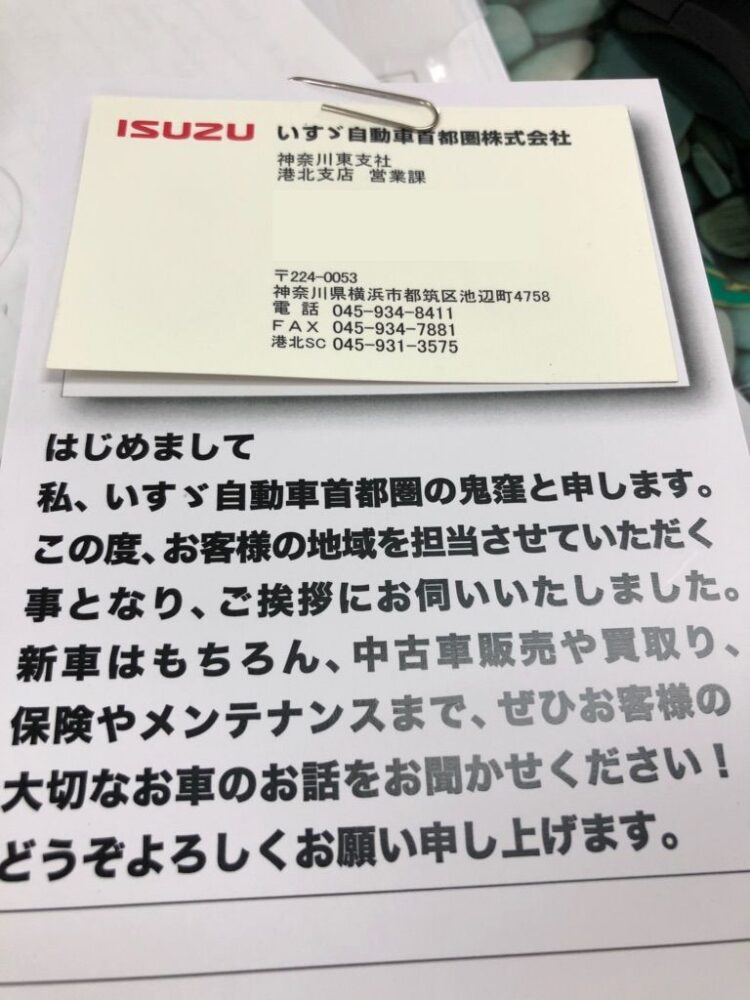 ISUZU いすゞ自動車首都圏株式会社
神奈川東支社
港北支店 営業課
〒224-0053
神奈川県横浜市都筑区池辺町4758
電話 045-934-8411
FAX 045-934-7881
港北SC 045-931-3575
はじめまして
私、いすゞ自動車首都圏の鬼窪と申します。
この度、お客様の地域を担当させていただく
事となり、ご挨拶にお伺いいたしました。
新車はもちろん、中古車販売や買取り、
保険やメンテナンスまで、ぜひお客様の
大切なお車のお話をお聞かせください！
どうぞよろしくお願い申し上げます。